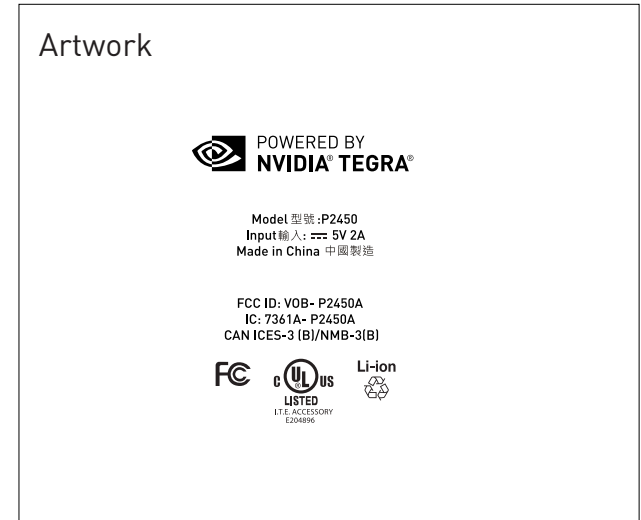 Artwork
POWERED BY
NVIDIA® TEGRA®
Model 型號 :P2450
Input輸入: ⎓ 5V 2A
Made in China 中國製造
FCC ID: VOB- P2450A
IC: 7361A- P2450A
CAN ICES-3 (B)/NMB-3(B)
FC
C UL® US
LISTED
I.T.E. ACCESSORY
E204896
Li-ion